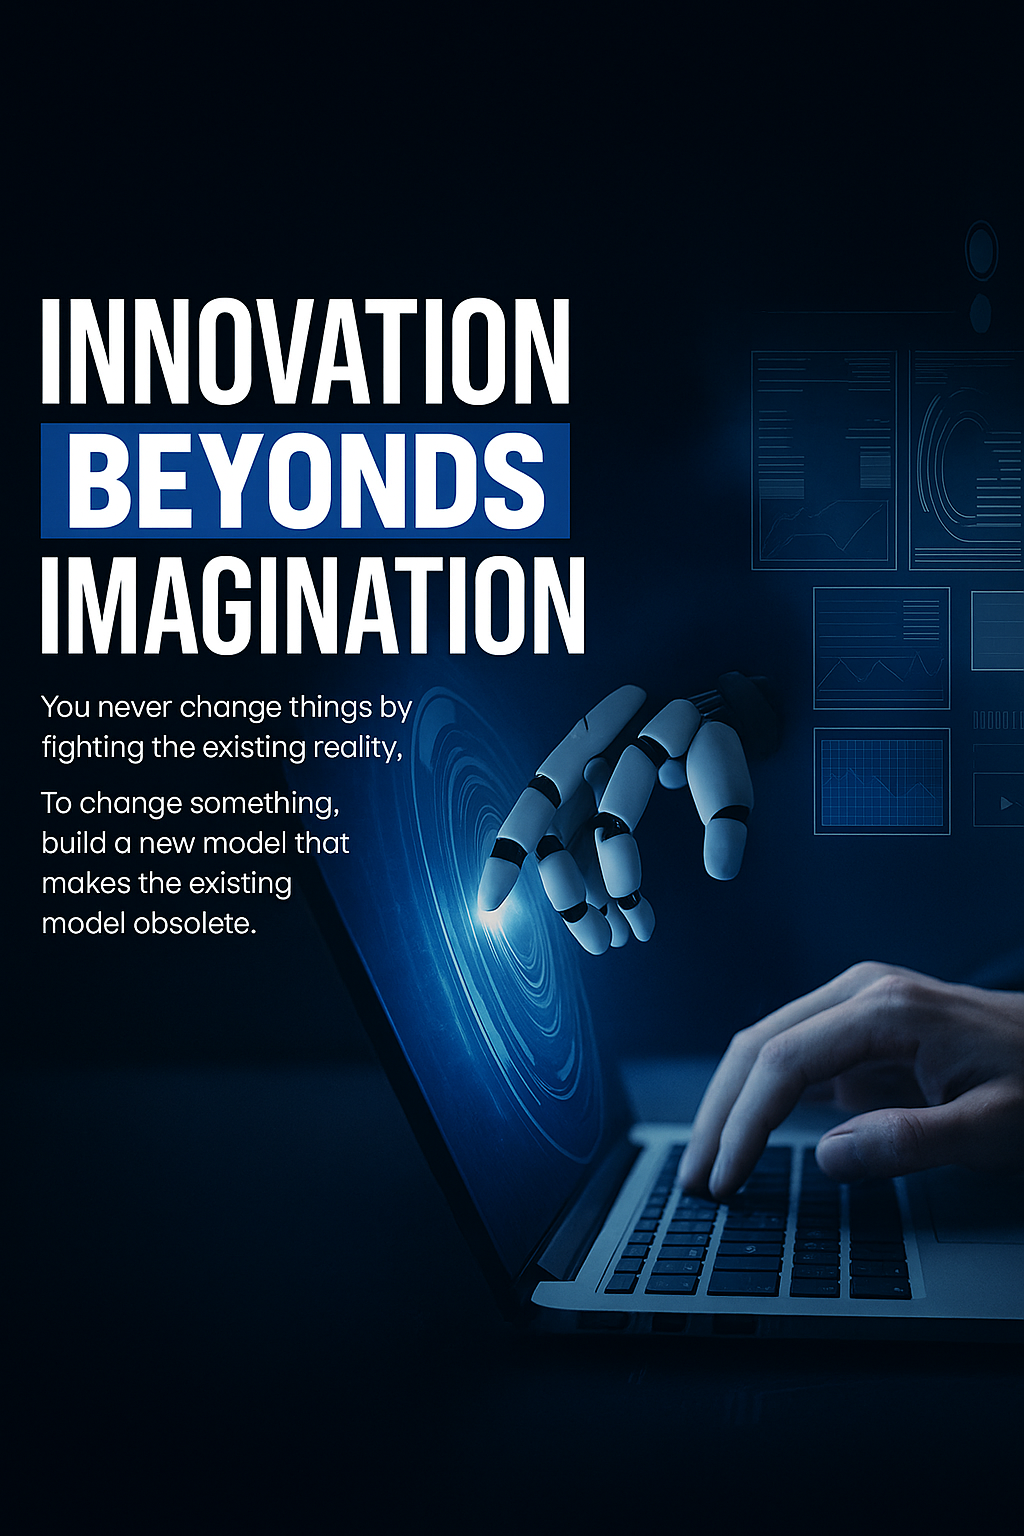 INNOVATION
BEYONDS
IMAGINATION
You never change things by
fighting the existing reality,
To change something,
build a new model that
makes the existing
model obsolete.